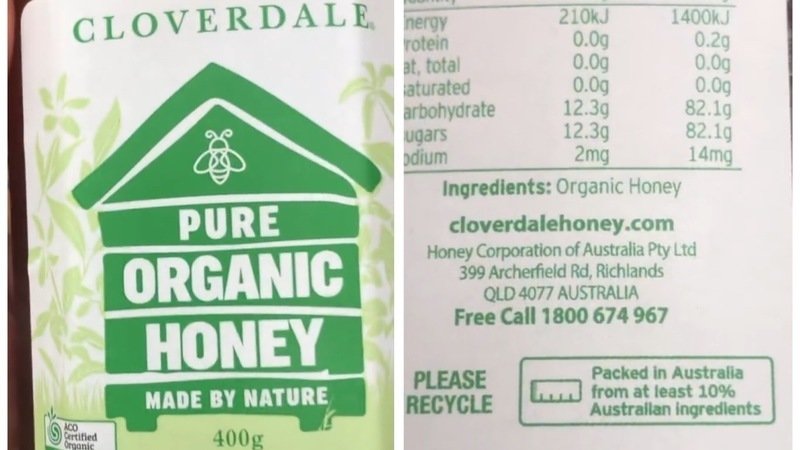 CLOVERDALE
PURE
ORGANIC
HONEY
MADE BY NATURE
ACO
Certified
Organic
400g
nergy 210kJ 1400kJ
rotein 0.0g 0.2g
at, total 0.0g 0.0g
aturated 0.0g 0.0g
arbohydrate 12.3g 82.1g
ugars 12.3g 82.1g
odium 2mg 14mg
Ingredients: Organic Honey
cloverdalehoney.com
Honey Corporation of Australia Pty Ltd
399 Archerfield Rd, Richlands
QLD 4077 AUSTRALIA
Free Call 1800 674 967
PLEASE
RECYCLE
Packed in Australia
from at least 10%
Australian ingredients